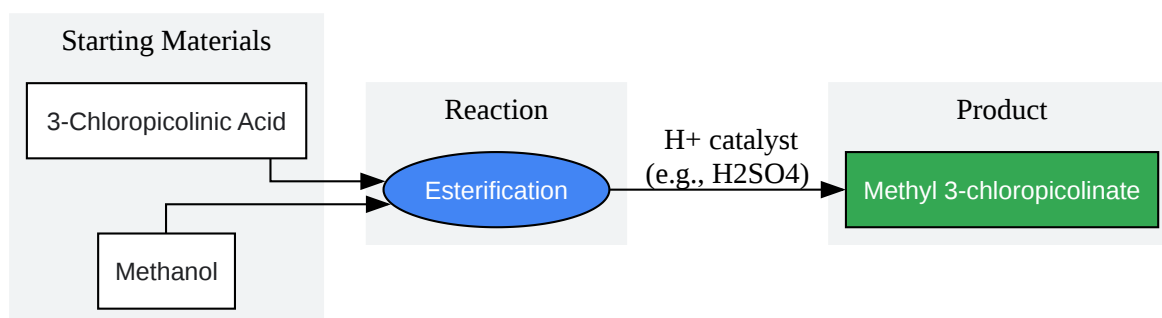 Starting Materials
3-Chloropicolinic Acid
Methanol
Reaction
Esterification
H+ catalyst
(e.g., H2SO4)
Product
Methyl 3-chloropicolinate